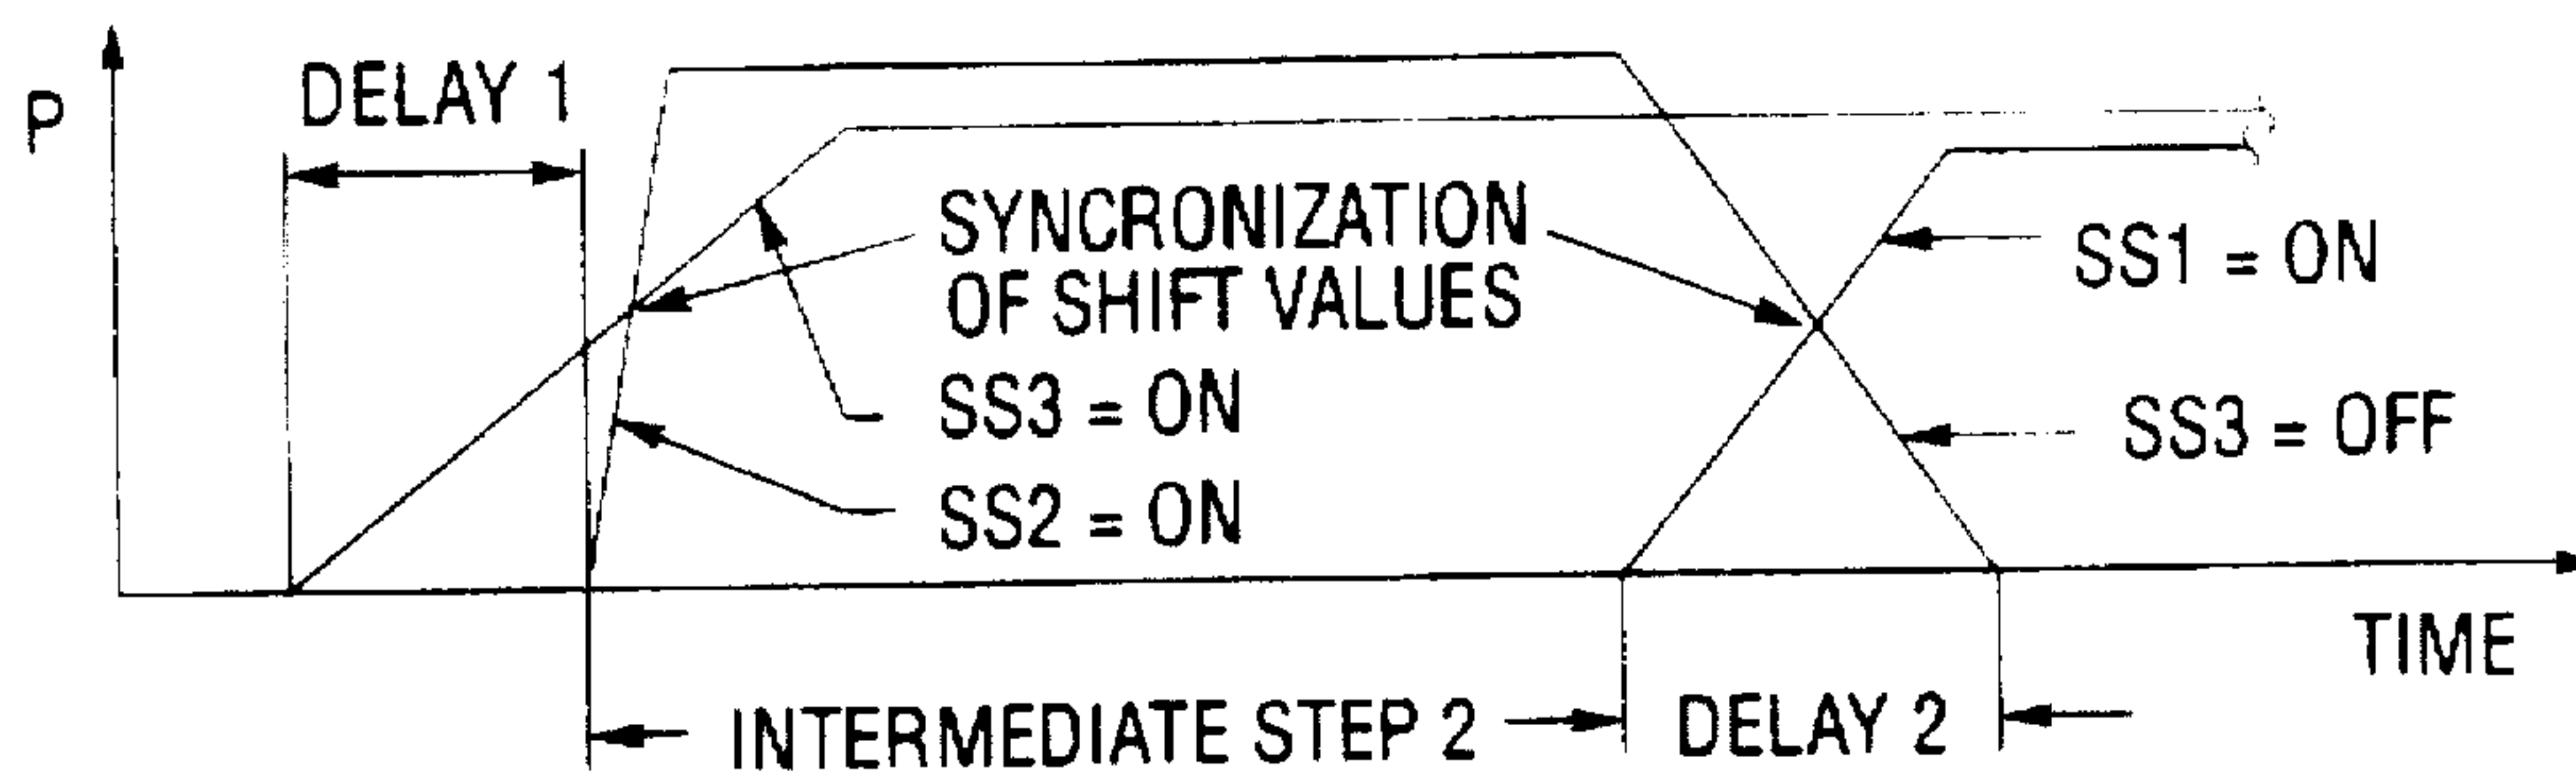 P
DELAY 1
SYNCRONIZATION
OF SHIFT VALUES
SS1 = ON
SS3 = ON
SS3 = OFF
SS2 = ON
TIME
INTERMEDIATE STEP 2
DELAY 2